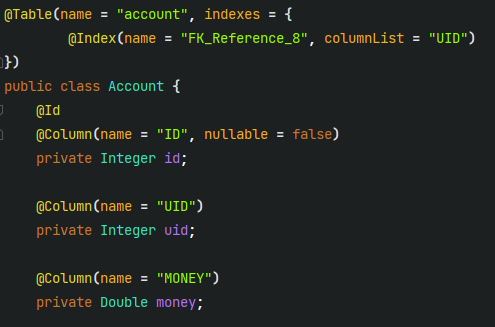 @Table(name = "account", indexes = {
        @Index(name = "FK_Reference_8", columnList = "UID")
})
public class Account {
    @Id
    @Column(name = "ID", nullable = false)
    private Integer id;

    @Column(name = "UID")
    private Integer uid;

    @Column(name = "MONEY")
    private Double money;